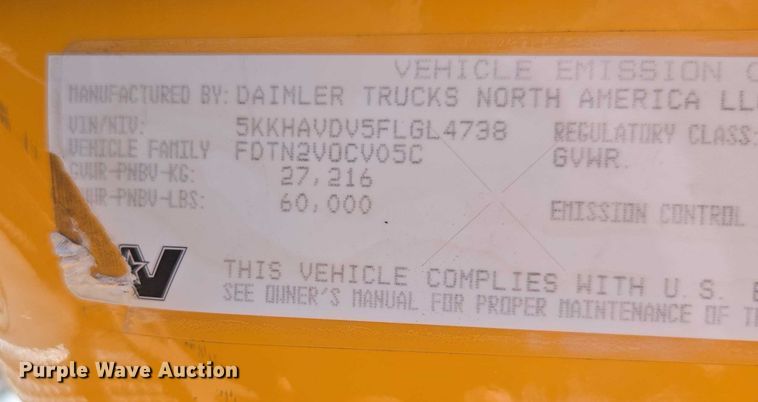 VEHICLE EMISSION
MANUFACTURED BY: DAIMLER TRUCKS NORTH AMERICA
VIN/NIV: 5KKHAVDV5FLGL4738 REGULATORY CLASS:
VEHICLE FAMILY FDTN2VOCV05C GVWR.
GVWR-PNBV-KG: 27,216
-PNBV-LBS: 60,000 EMISSION CONTROL
THIS VEHICLE COMPLIES WITH U.S.
SEE OWNER'S MANUAL FOR PROPER MAINTENANCE OF
Purple Wave Auction